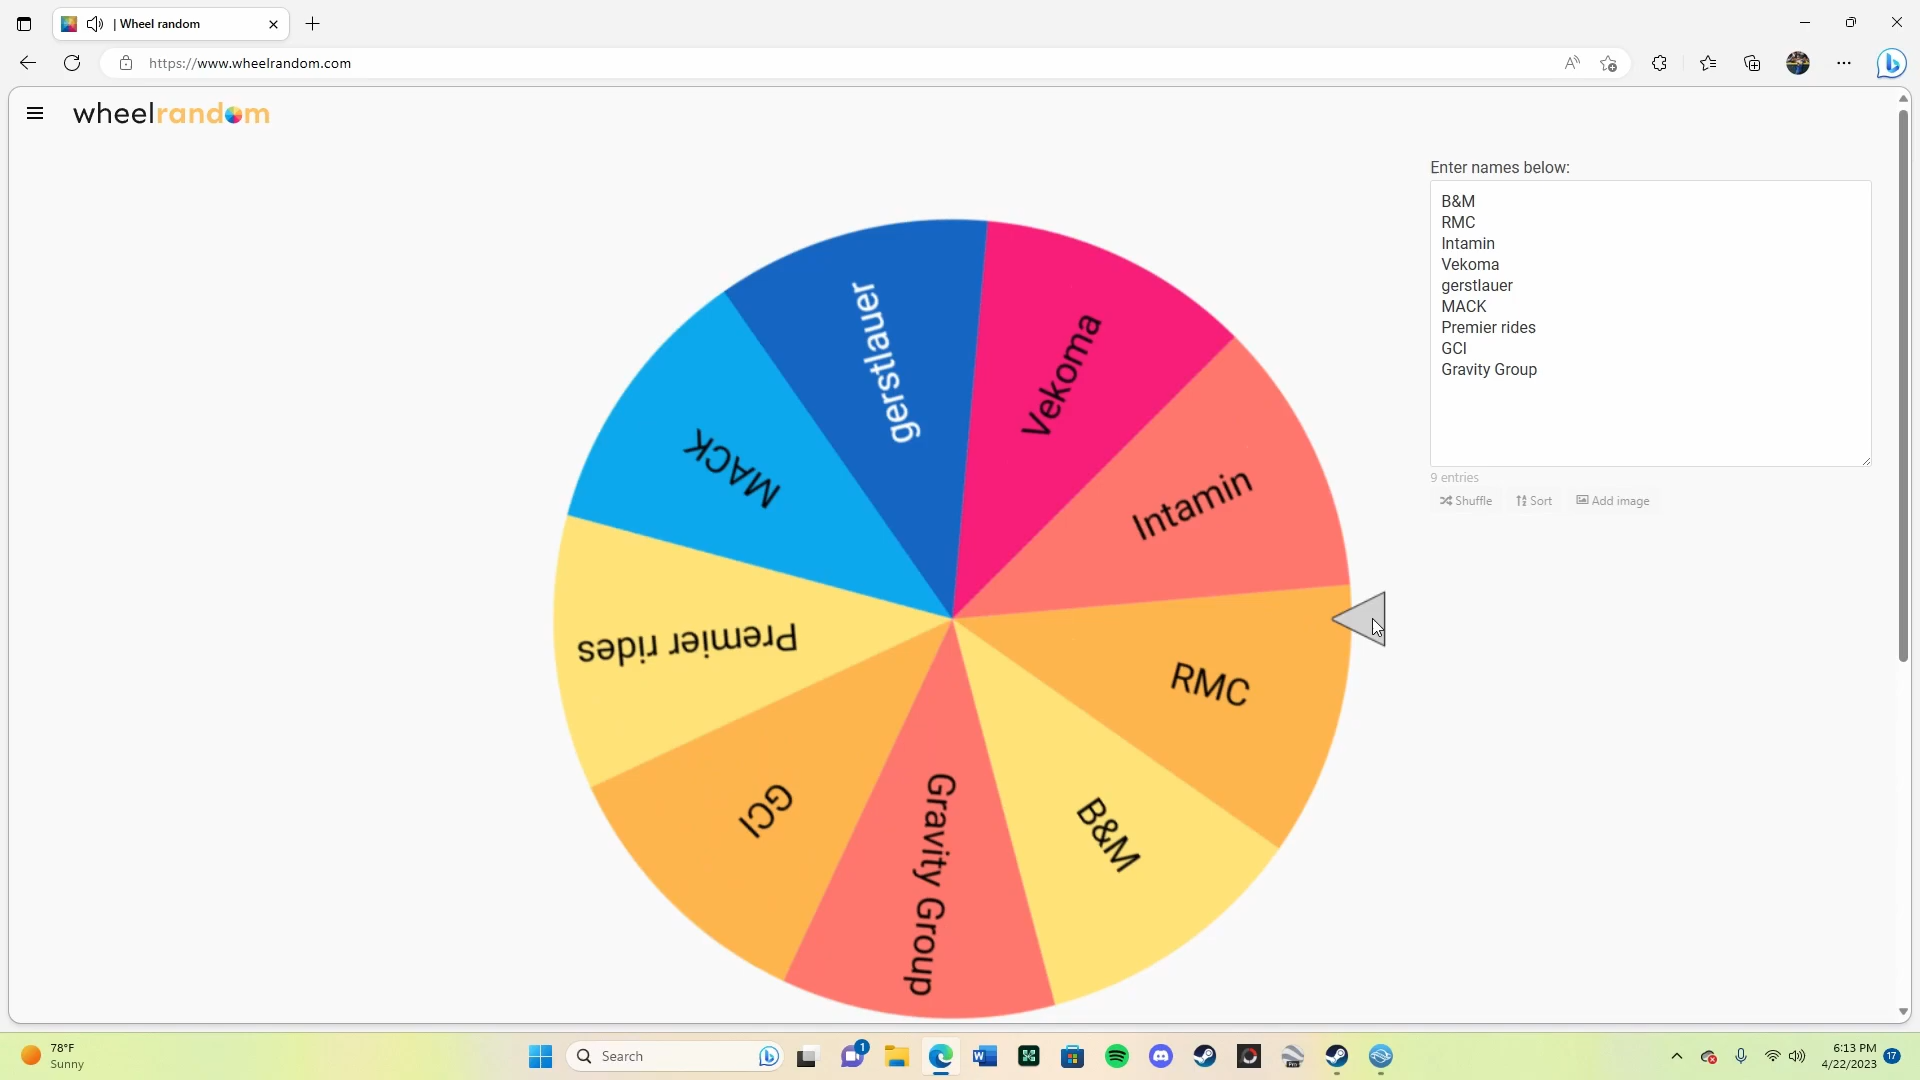 | Wheel random
https://www.wheelrandom.com
wheelrandom
Enter names below:
B&M
RMC
Intamin
Vekoma
gerstlauer
MACK
Premier rides
GCI
Gravity Group
9 entries
Shuffle
Sort
Add image
gerstlauer
Vekoma
MACK
Intamin
Premier rides
RMC
GCI
B&M
Gravity Group
78°F
Sunny
Search
1
6:13 PM
4/22/2023
17